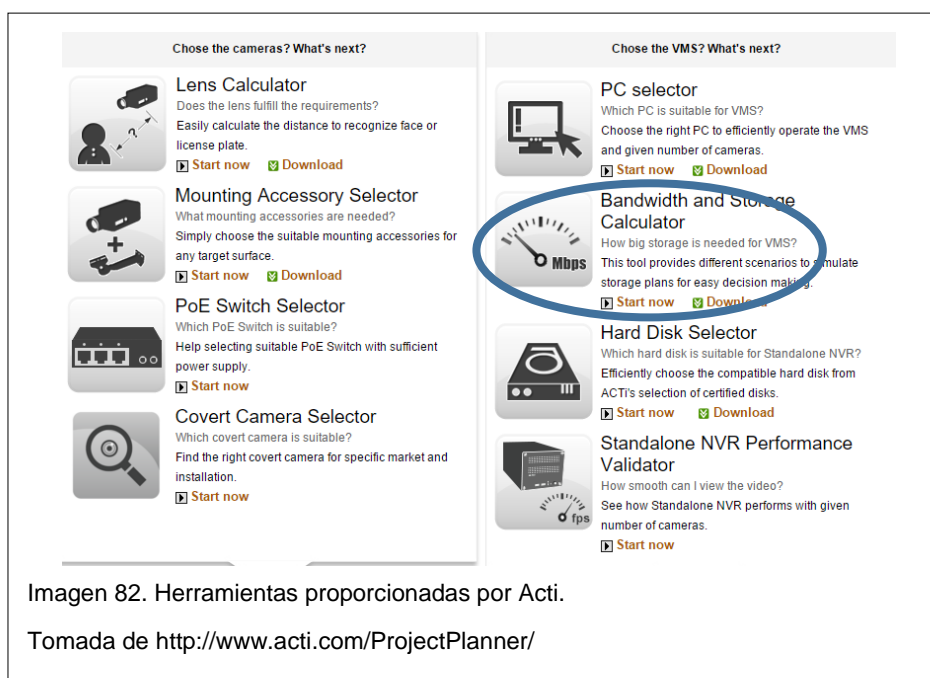 Chose the cameras? What's next?
Lens Calculator
Does the lens fulfill the requirements?
Easily calculate the distance to recognize face or
license plate.
Start now Download
Mounting Accessory Selector
What mounting accessories are needed?
Simply choose the suitable mounting accessories for
any target surface.
Start now Download
PoE Switch Selector
Which PoE Switch is suitable?
Help selecting suitable PoE Switch with sufficient
power supply.
Start now
Covert Camera Selector
Which covert camera is suitable?
Find the right covert camera for specific market and
installation.
Start now
Chose the VMS? What's next?
PC selector
Which PC is suitable for VMS?
Choose the right PC to efficiently operate the VMS
and given number of cameras.
Start now Download
Mbps
Bandwidth and Storage
Calculator
How big storage is needed for VMS?
This tool provides different scenarios to simulate
storage plans for easy decision making.
Start now Download
Hard Disk Selector
Which hard disk is suitable for Standalone NVR?
Efficiently choose the compatible hard disk from
ACTi's selection of certified disks.
Start now Download
fps
Standalone NVR Performance
Validator
How smooth can I view the video?
See how Standalone NVR performs with given
number of cameras.
Start now
Imagen 82. Herramientas proporcionadas por Acti.
Tomada de http://www.acti.com/ProjectPlanner/